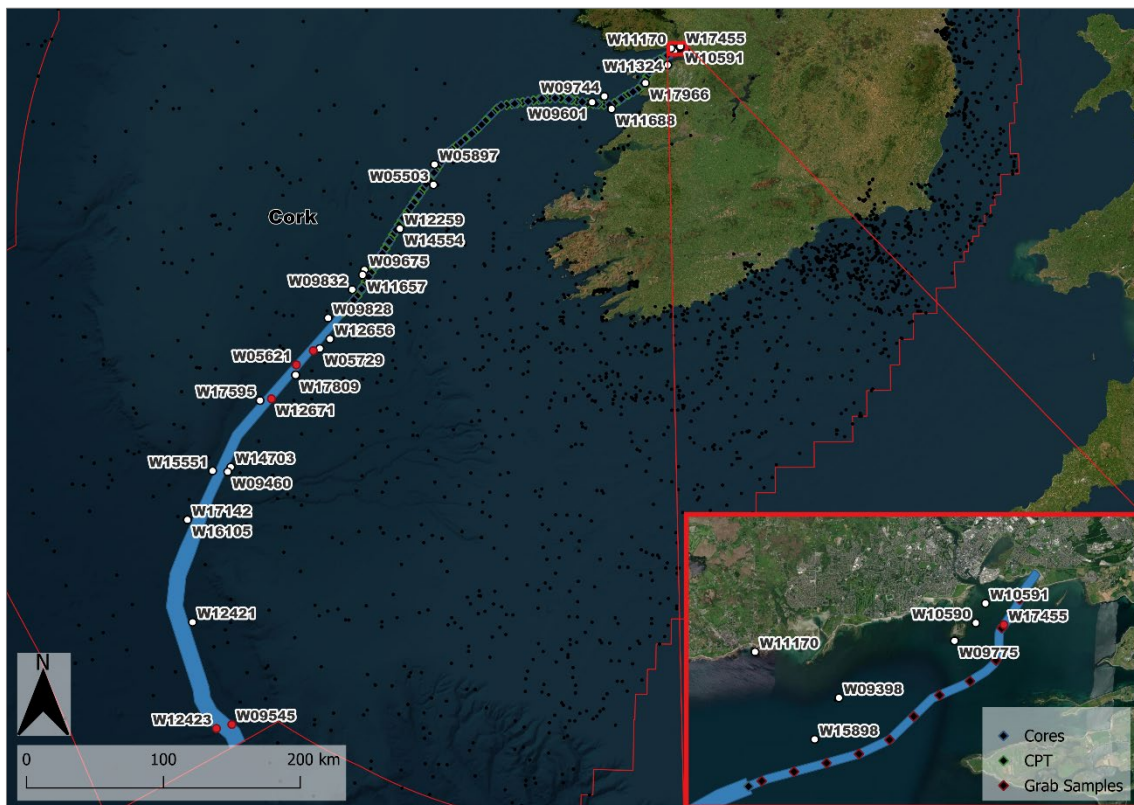 W11170
W17455
W10591
W11324
W09744
W17966
W09601
W11688
W05897
W05503
Cork
W12259
W14554
W09675
W09832
W11657
W09828
W12656
W05621
W05729
W17809
W17595
W12671
W14703
W15551
W09460
W17142
W16105
W12421
W12423
W09545
N
0 100 200 km
W10591
W10590
W17455
W11170
W09775
W09398
W15898
Cores
CPT
Grab Samples